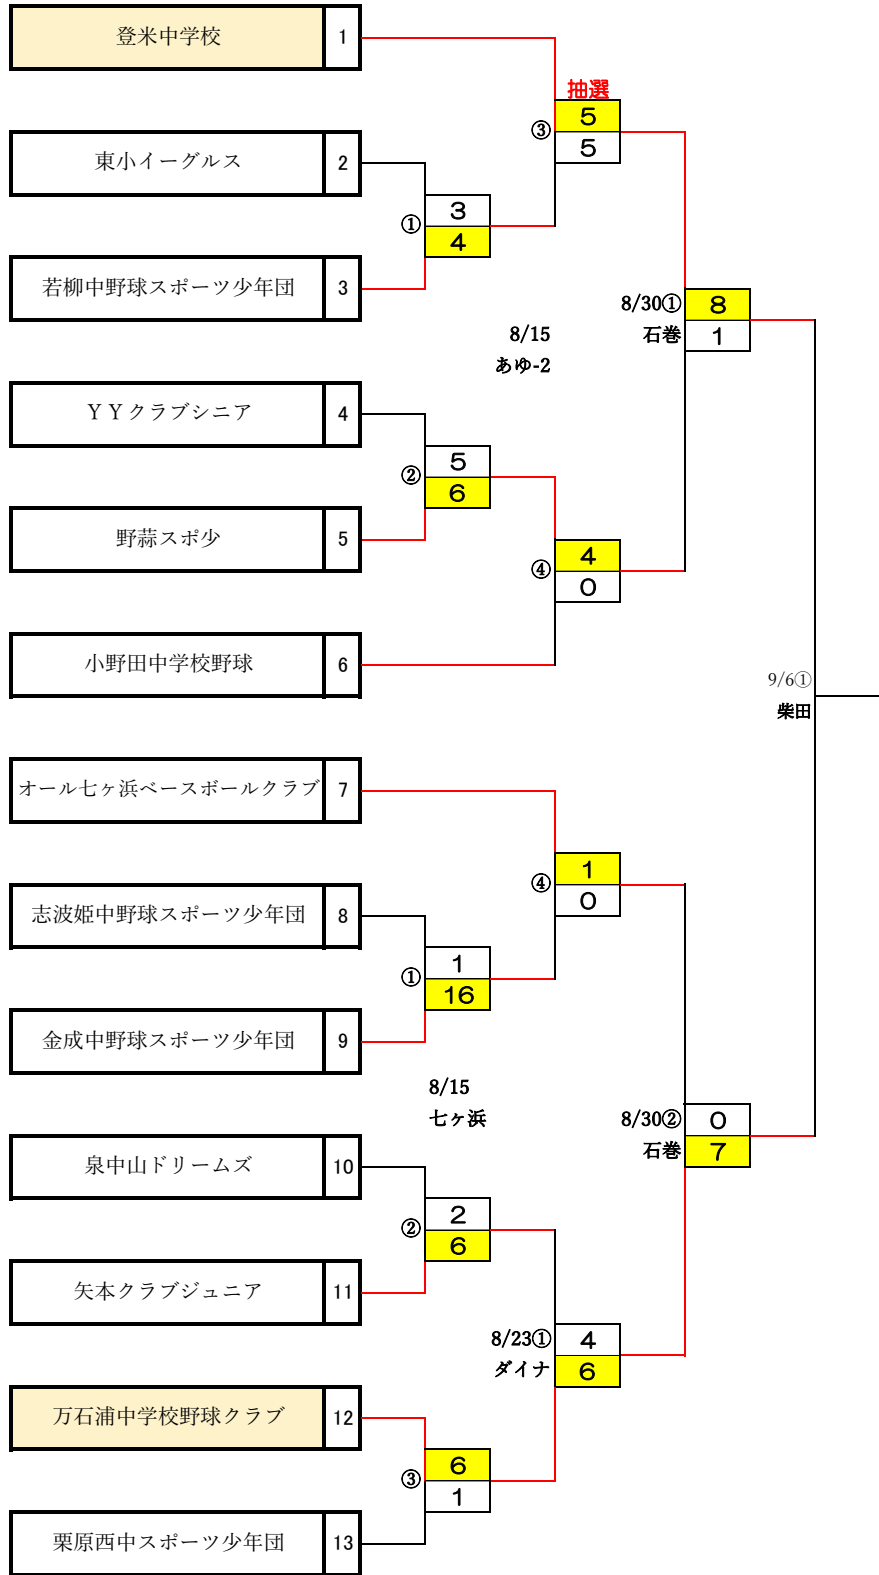 登米中学校 1
抽選
5
③
5
東小イーグルス 2
3
①
4
若柳中野球スポーツ少年団 3
8/30① 8
石巻 1
8/15
あゆ-2
ＹＹクラブシニア 4
5
②
6
野蒜スポ少 5
4
④
0
小野田中学校野球 6
9/6①
柴田
オール七ヶ浜ベースボールクラブ 7
1
④
0
志波姫中野球スポーツ少年団 8
1
①
16
金成中野球スポーツ少年団 9
8/15
七ヶ浜
8/30② 0
石巻 7
泉中山ドリームズ 10
2
②
6
矢本クラブジュニア 11
8/23① 4
ダイナ 6
万石浦中学校野球クラブ 12
6
③
1
栗原西中スポーツ少年団 13